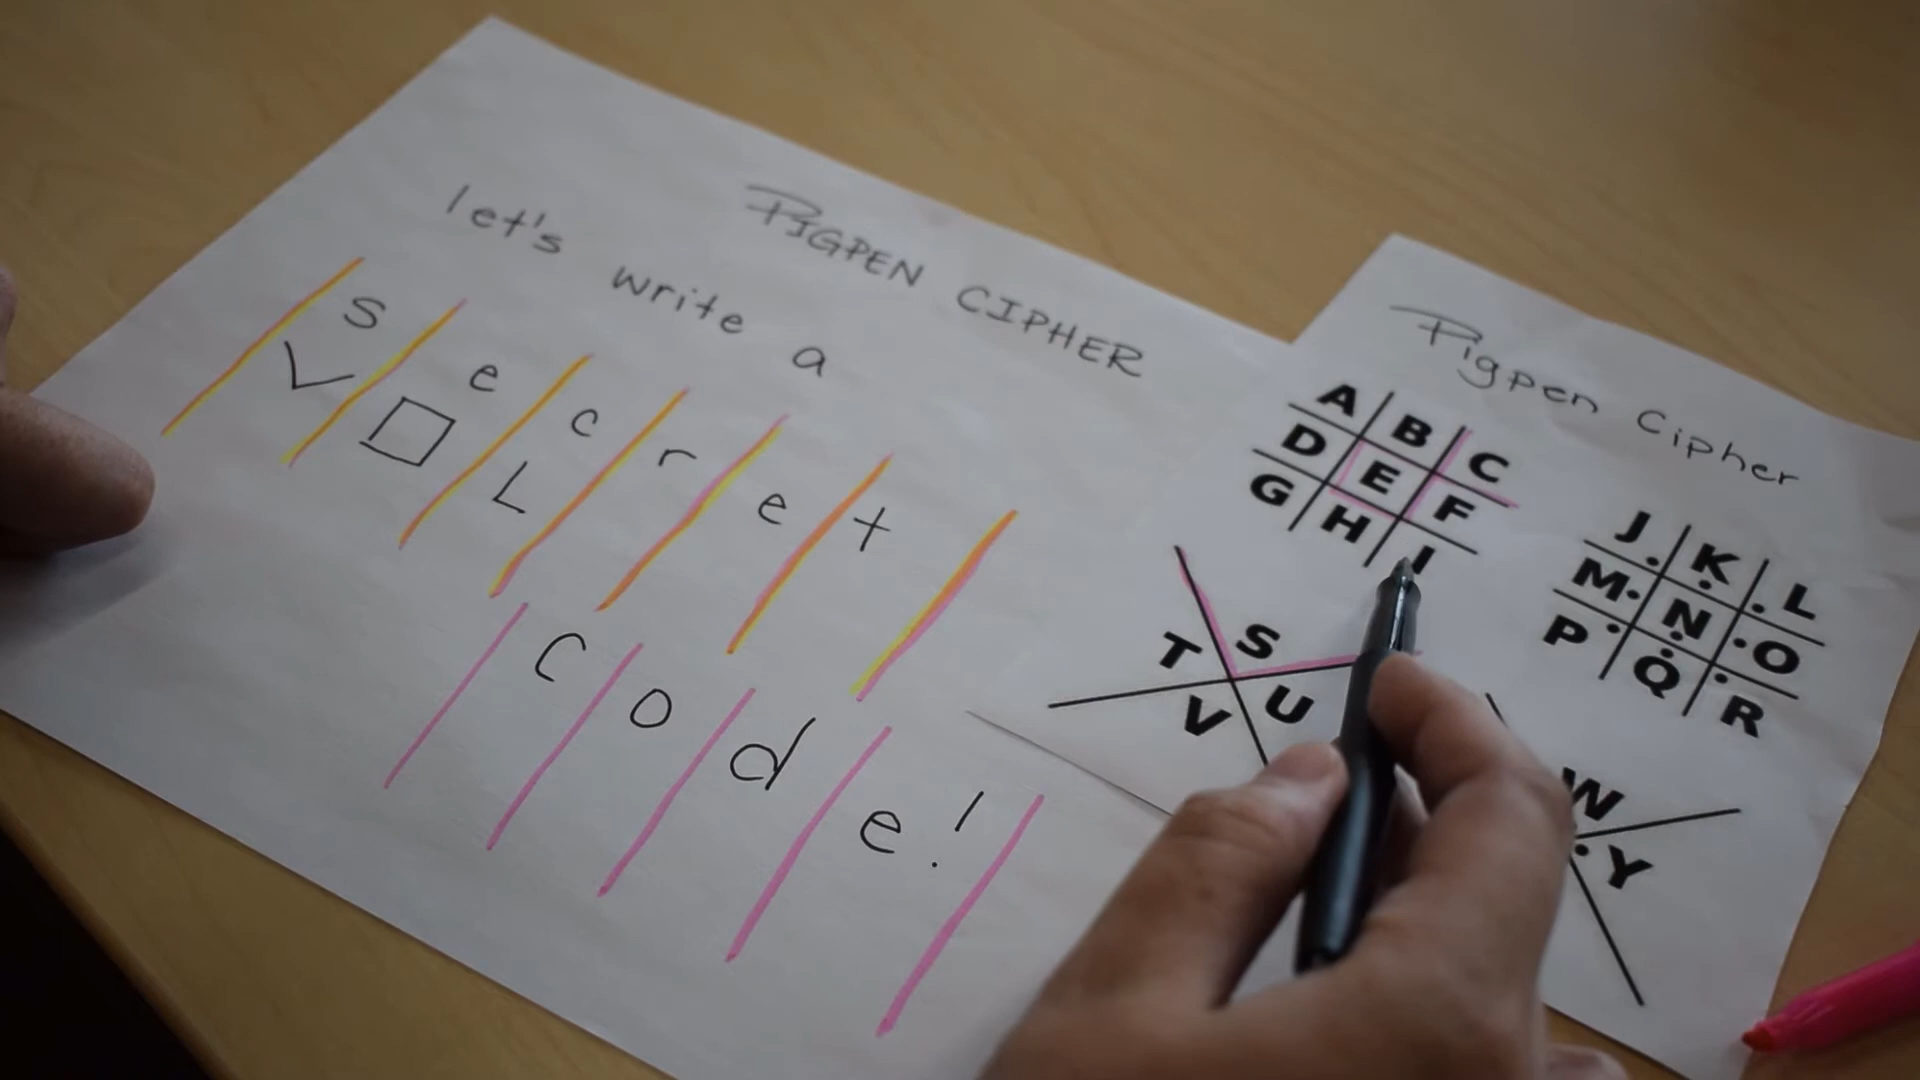 PIGPEN CIPHER
let's write a
s e c r e t
c o d e !
Pigpen Cipher
A B C
D E F
G H I
J K L
M N O
P Q R
S
T U
V
W
Y